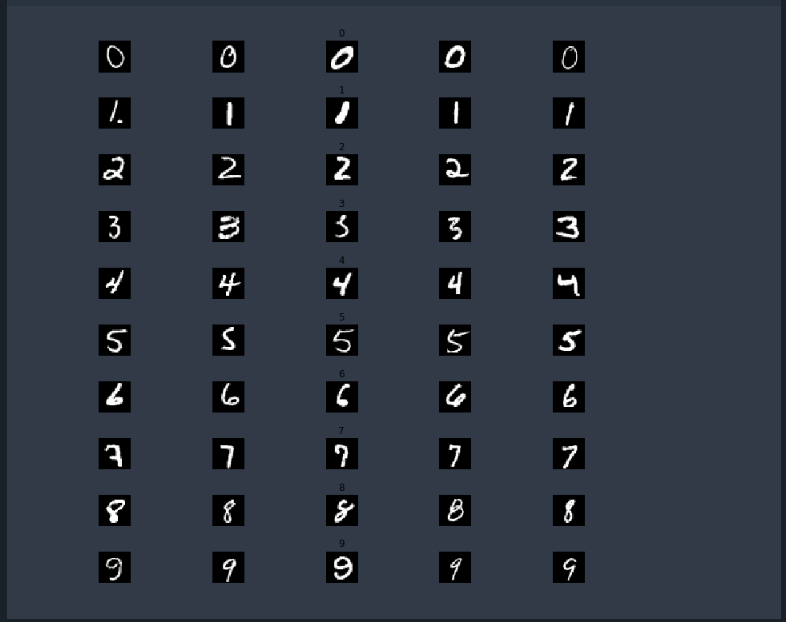 0
0 0 0 0 0
1
1. 1 1 1 1
2
2 2 2 2 2
3
3 3 3 3 3
4
4 4 4 4 4
5
5 5 5 5 5
6
6 6 6 6 6
7
7 7 7 7 7
8
8 8 8 8 8
9
9 9 9 9 9